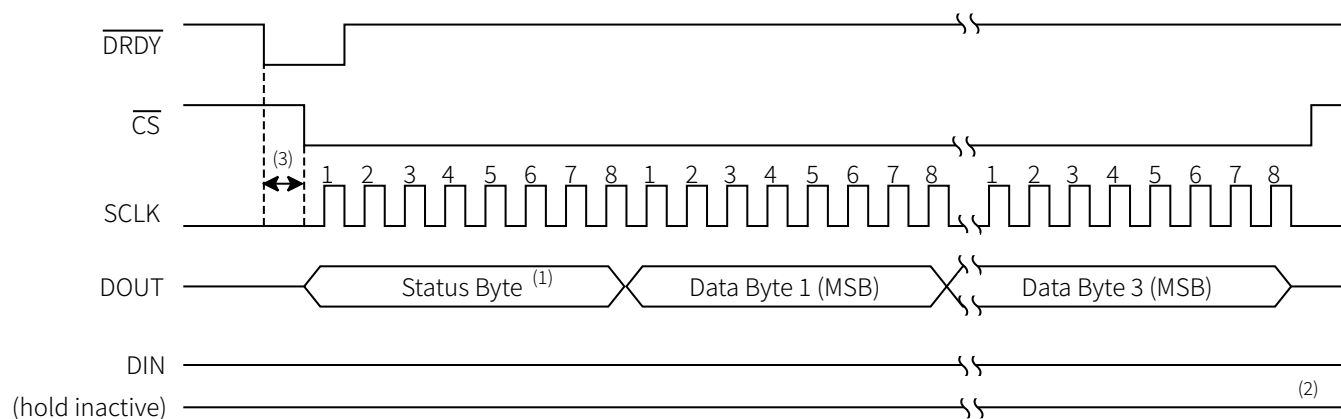 DRDY
CS
(3)
1 2 3 4 5 6 7 8 1 2 3 4 5 6 7 8 1 2 3 4 5 6 7 8
SCLK
DOUT Status Byte (1) Data Byte 1 (MSB) Data Byte 3 (MSB)
DIN
(2)
(hold inactive)